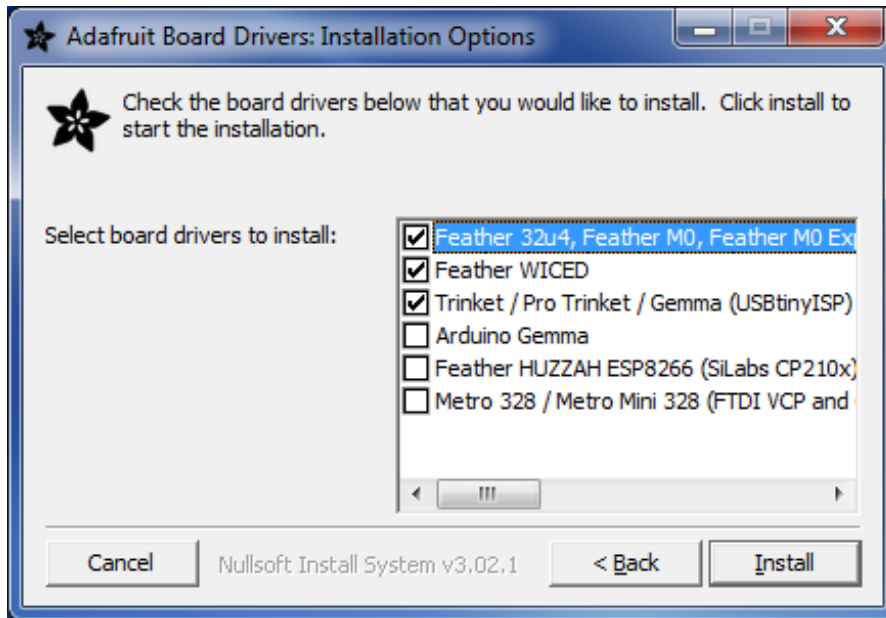 Adafruit Board Drivers: Installation Options
Check the board drivers below that you would like to install. Click install to
start the installation.
Select board drivers to install:
Feather 32u4, Feather M0, Feather M0
Feather WICED
Trinket / Pro Trinket / Gemma (USBtinyISP)
Arduino Gemma
Feather HUZZAH ESP8266 (SiLabs CP210x)
Metro 328 / Metro Mini 328 (FTDI VCP and
Cancel
Nullsoft Install System v3.02.1
< Back
Install